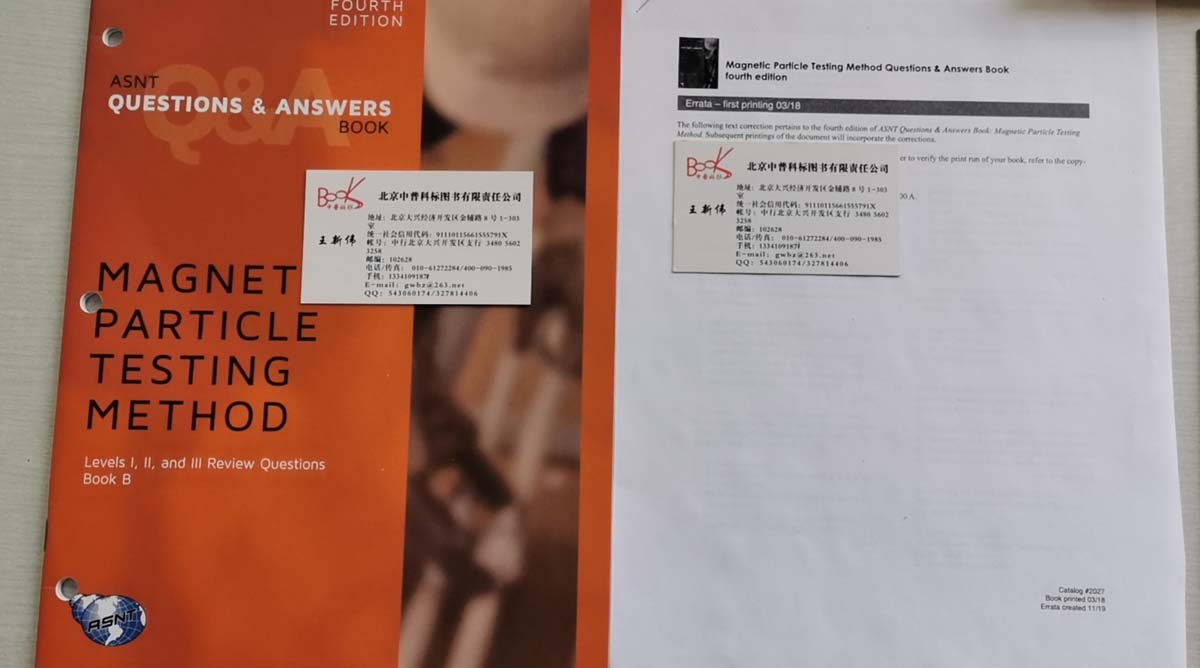 FOURTH
EDITION
ASNT
Q&A
QUESTIONS & ANSWERS
BOOK
BOOK
北京中普科标图书有限责任公司
地址：北京大兴经济开发区金辅路 8 号 1-303
室
王新伟
统一社会信用代码：91110115661555791X
帐号：中行北京大兴开发区支行 3480 5602
3258
邮编：102628
电话/传真： 010-61272284/400-090-1985
手机：1334109187
E-mail：gwbz@263.net
QQ：543060174/327814406
MAGNET
PARTICLE
TESTING
METHOD
Levels I, II, and III Review Questions
Book B
ASNT
Magnetic Particle Testing Method Questions & Answers Book
fourth edition
Errata – first printing 03/18
The following text correction pertains to the fourth edition of ASNT Questions & Answers Book: Magnetic Particle Testing
Method. Subsequent printings of the document will incorporate the corrections.
er to verify the print run of your book, refer to the copy-
00 A.
BOOK
北京中普科标图书有限责任公司
地址：北京大兴经济开发区金辅路 8 号 1-303
室
王新伟
统一社会信用代码：91110115661555791X
帐号：中行北京大兴开发区支行 3480 5602
3258
邮编：102628
电话/传真： 010-61272284/400-090-1985
手机：1334109187
E-mail：gwbz@263.net
QQ：543060174/327814406
Catalog #2027
Book printed 03/18
Errata created 11/19